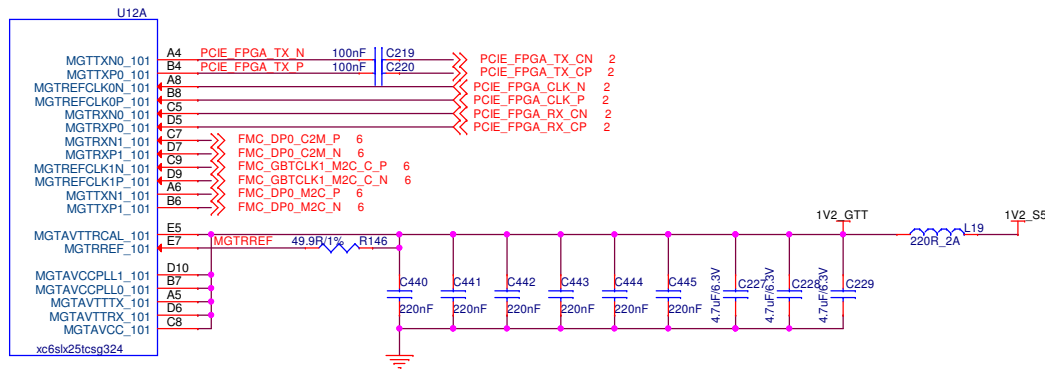 U12A
MGTTXN0_101 A4 PCIE_FPGA_TX_N 100nF C219 PCIE_FPGA_TX_CN 2
MGTTXP0_101 B4 PCIE_FPGA_TX_P 100nF C220 PCIE_FPGA_TX_CP 2
MGTREFCLK0N_101 A8 PCIE_FPGA_CLK_N 2
MGTREFCLK0P_101 B8 PCIE_FPGA_CLK_P 2
MGTRXN0_101 C5 PCIE_FPGA_RX_CN 2
MGTRXP0_101 D5 PCIE_FPGA_RX_CP 2
MGTRXN1_101 C7 FMC_DP0_C2M_P 6
MGTRXP1_101 D7 FMC_DP0_C2M_N 6
MGTREFCLK1N_101 C9 FMC_GBTCLK1_M2C_C_P 6
MGTREFCLK1P_101 D9 FMC_GBTCLK1_M2C_C_N 6
MGTTXN1_101 A6 FMC_DP0_M2C_P 6
MGTTXP1_101 B6 FMC_DP0_M2C_N 6
1V2_GTT 1V2_S5
MGTAVTTRCAL_101 E5 L19
220R_2A
MGTRREF_101 E7 MGTRREF 49.9R/1% R146
MGTAVCCPLL1_101 D10
MGTAVCCPLL0_101 B7
MGTAVTTTX_101 A5
MGTAVTTRX_101 D6
MGTAVCC_101 C8
C440 C441 C442 C443 C444 C445 C227 C228 C229
220nF 220nF 220nF 220nF 220nF 220nF 4.7uF/6.3V 4.7uF/6.3V 4.7uF/6.3V
xc6slx25tcsg324